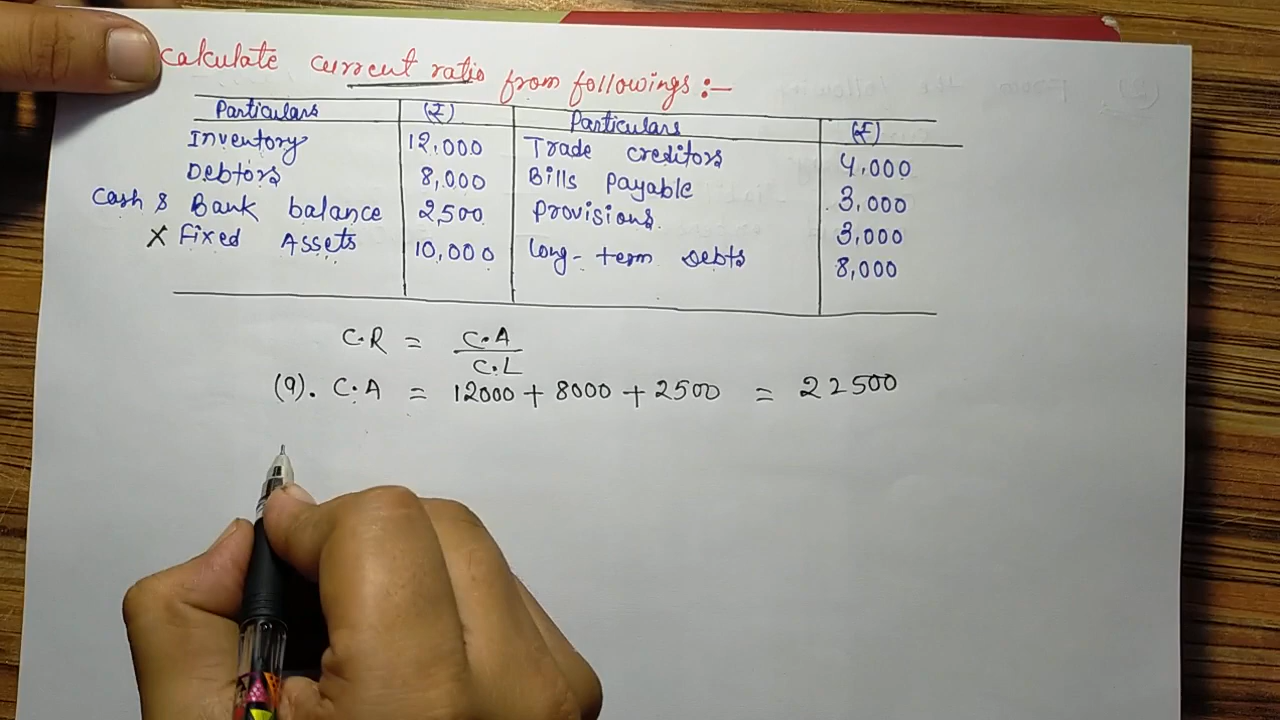 Calculate current ratio from followings :-
Particulars (₹) Particulars (₹)
Inventory 12,000 Trade creditors 4,000
Debtors 8,000 Bills payable 3,000
Cash & Bank balance 2,500 Provisions. 3,000
X Fixed Assets 10,000 Long-term Debts 8,000
C.R = C.A
C.L
(9). C.A = 12000 + 8000 + 2500 = 22500